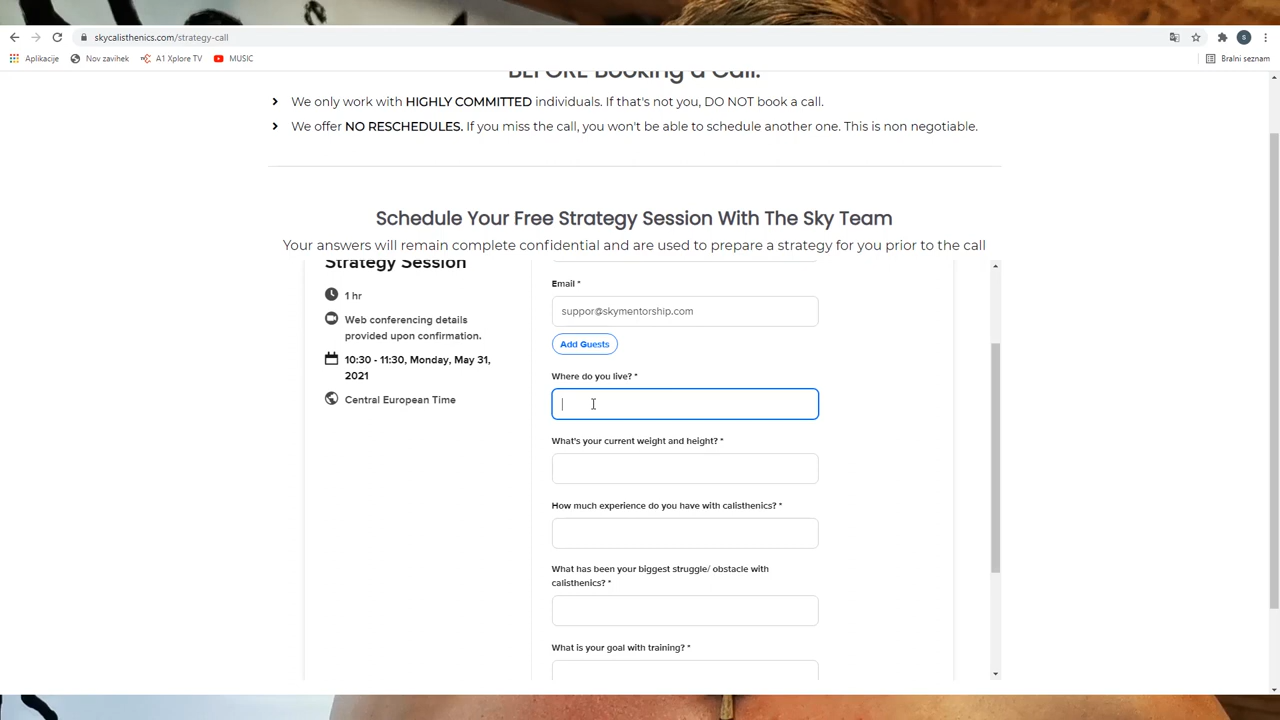 skycalisthenics.com/strategy-call
S
Aplikacije
Nov zavihek
A1 Xplore TV
MUSIC
Bralni seznam
BEFORE Booking a Call:
We only work with HIGHLY COMMITTED individuals. If that's not you, DO NOT book a call.
We offer NO RESCHEDULES. If you miss the call, you won't be able to schedule another one. This is non negotiable.
Schedule Your Free Strategy Session With The Sky Team
Your answers will remain complete confidential and are used to prepare a strategy for you prior to the call
Strategy Session
1 hr
Web conferencing details
provided upon confirmation.
10:30 - 11:30, Monday, May 31,
2021
Central European Time
Email *
suppor@skymentorship.com
Add Guests
Where do you live? *
What's your current weight and height? *
How much experience do you have with calisthenics? *
What has been your biggest struggle/ obstacle with
calisthenics? *
What is your goal with training? *